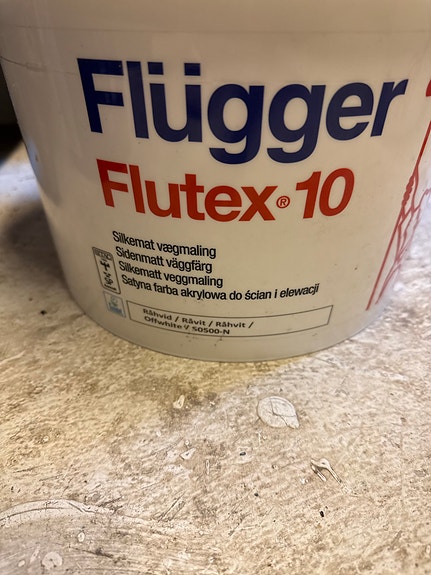 Flügger
Flutex® 10
Silkemat vægmaling
Sidenmatt väggfärg
Silkematt veggmaling
Satyna farba akrylowa do ścian i elewacji
Råhvid / Råvit / Råhvit /
Offwhite / S0500-N